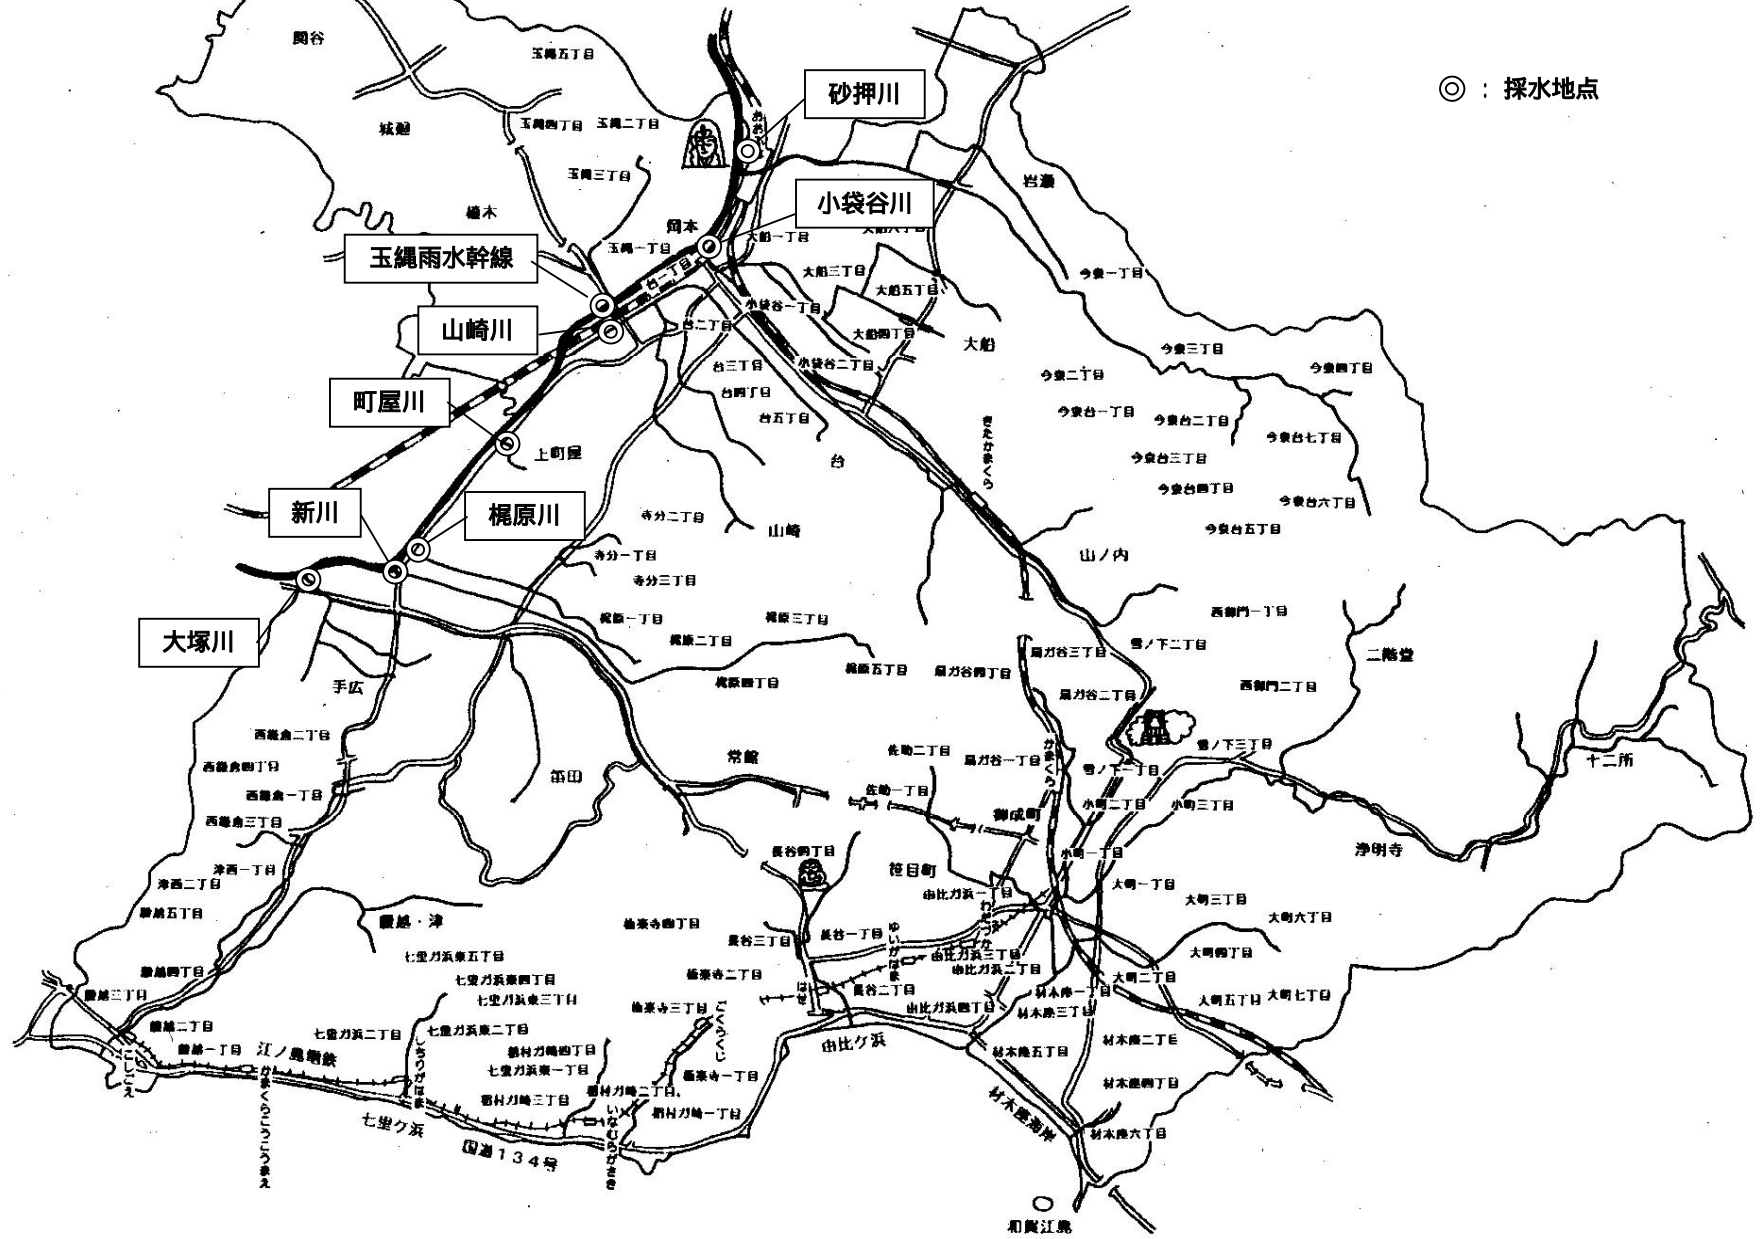 関谷
玉縄五丁目
砂押川
◎ : 採水地点
城廻
玉縄四丁目
玉縄二丁目
おお
玉縄三丁目
岩瀬
植木
岡本
小袋谷川
玉縄一丁目
大船一丁目
大船六丁目
玉縄雨水幹線
台一丁目
大船三丁目
今泉一丁目
大船五丁目
小袋谷一丁目
山崎川
台二丁目
大船四丁目
大船
今泉三丁目
小袋谷二丁目
台三丁目
今泉二丁目
今泉四丁目
町屋川
台四丁目
台五丁目
今泉台一丁目
今泉台二丁目
きたかまくら
今泉台七丁目
上町屋
台
今泉台三丁目
今泉台四丁目
今泉台六丁目
新川
梶原川
寺分二丁目
山崎
今泉台五丁目
寺分一丁目
山ノ内
寺分三丁目
大塚川
梶原一丁目
梶原三丁目
西御門一丁目
梶原二丁目
扇ガ谷三丁目
雪ノ下二丁目
二階堂
手広
梶原四丁目
梶原五丁目
扇ガ谷四丁目
西御門二丁目
扇ガ谷二丁目
西鎌倉二丁目
かまくら
雪ノ下三丁目
西鎌倉四丁目
笛田
常盤
佐助二丁目
扇ガ谷一丁目
雪ノ下一丁目
十二所
西鎌倉一丁目
佐助一丁目
小町二丁目
小町三丁目
西鎌倉三丁目
御成町
長谷四丁目
小町一丁目
浄明寺
津西一丁目
津西二丁目
笹目町
由比ガ浜一丁目
大町一丁目
大町三丁目
腰越五丁目
腰越・津
極楽寺四丁目
わだづか
大町六丁目
長谷三丁目
長谷一丁目
ゆいがはま
大町四丁目
七里ガ浜東五丁目
由比ガ浜三丁目
由比ガ浜二丁目
腰越四丁目
七里ガ浜東四丁目
極楽寺二丁目
大町二丁目
腰越三丁目
七里ガ浜東三丁目
はせ
長谷二丁目
材木座一丁目
大町五丁目
大町七丁目
極楽寺三丁目
由比ガ浜四丁目
材木座三丁目
腰越二丁目
七里ガ浜二丁目
七里ガ浜東二丁目
ごくらくじ
腰越一丁目
江ノ島電鉄
しちりがはま
稲村ガ崎四丁目
由比ケ浜
材木座五丁目
材木座二丁目
こしごえ
七里ガ浜東一丁目
極楽寺一丁目
材木座四丁目
かまくらこうこうまえ
稲村ガ崎三丁目
稲村ガ崎二丁目
稲村ガ崎一丁目
いなむらがさき
材木座海岸
七里ケ浜
材木座六丁目
国道134号
和賀江島